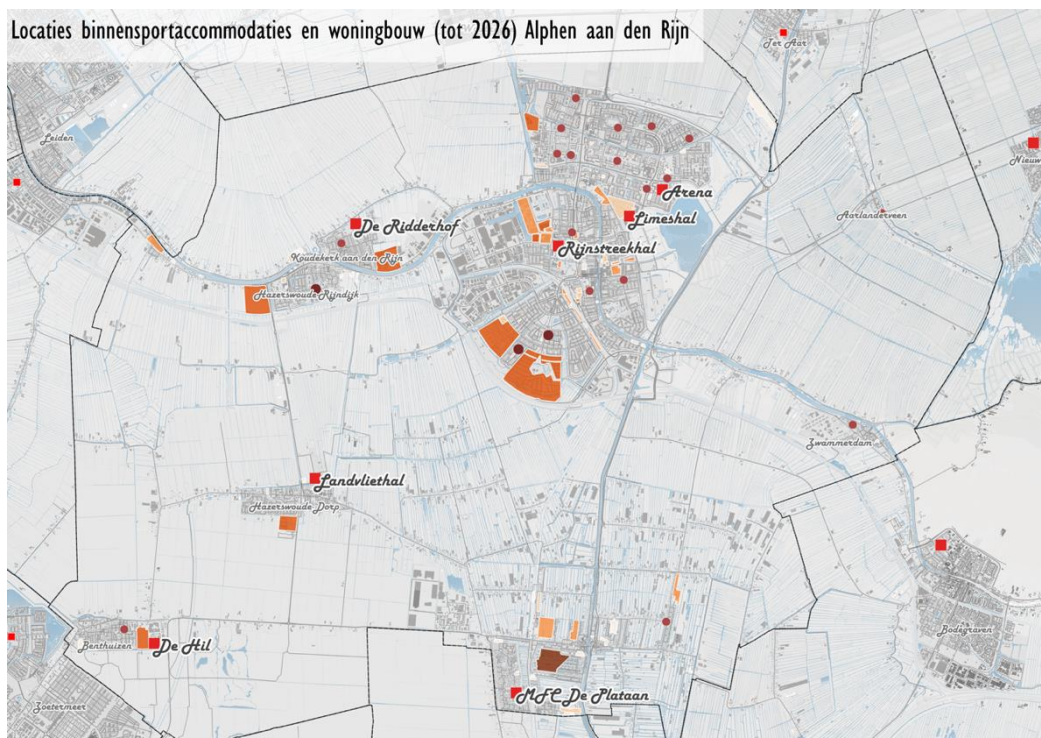 Locaties binnensportaccommodaties en woningbouw (tot 2026) Alphen aan den Rijn
Ter Aar
Leiden
Nieuw
Arena
Aarlanderveen
Limeshal
De Ridderhof
Rijnstreekhal
Koudekerk aan den Rijn
Hazerswoude Rijndijk
Zwammerdam
Landvliethal
Hazerswoude Dorp
Bodegraven
Benthuizen
De Hil
MFC De Plataan
Zoetermeer